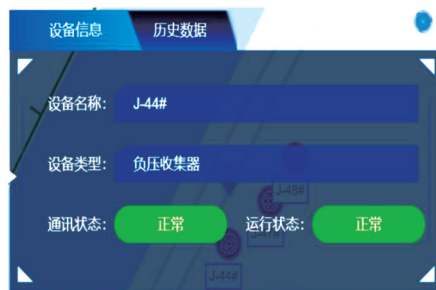 设备信息 历史数据
设备名称: J-44#
设备类型: 负压收集器
J-48#
通讯状态: 正常 运行状态: 正常
J-44#